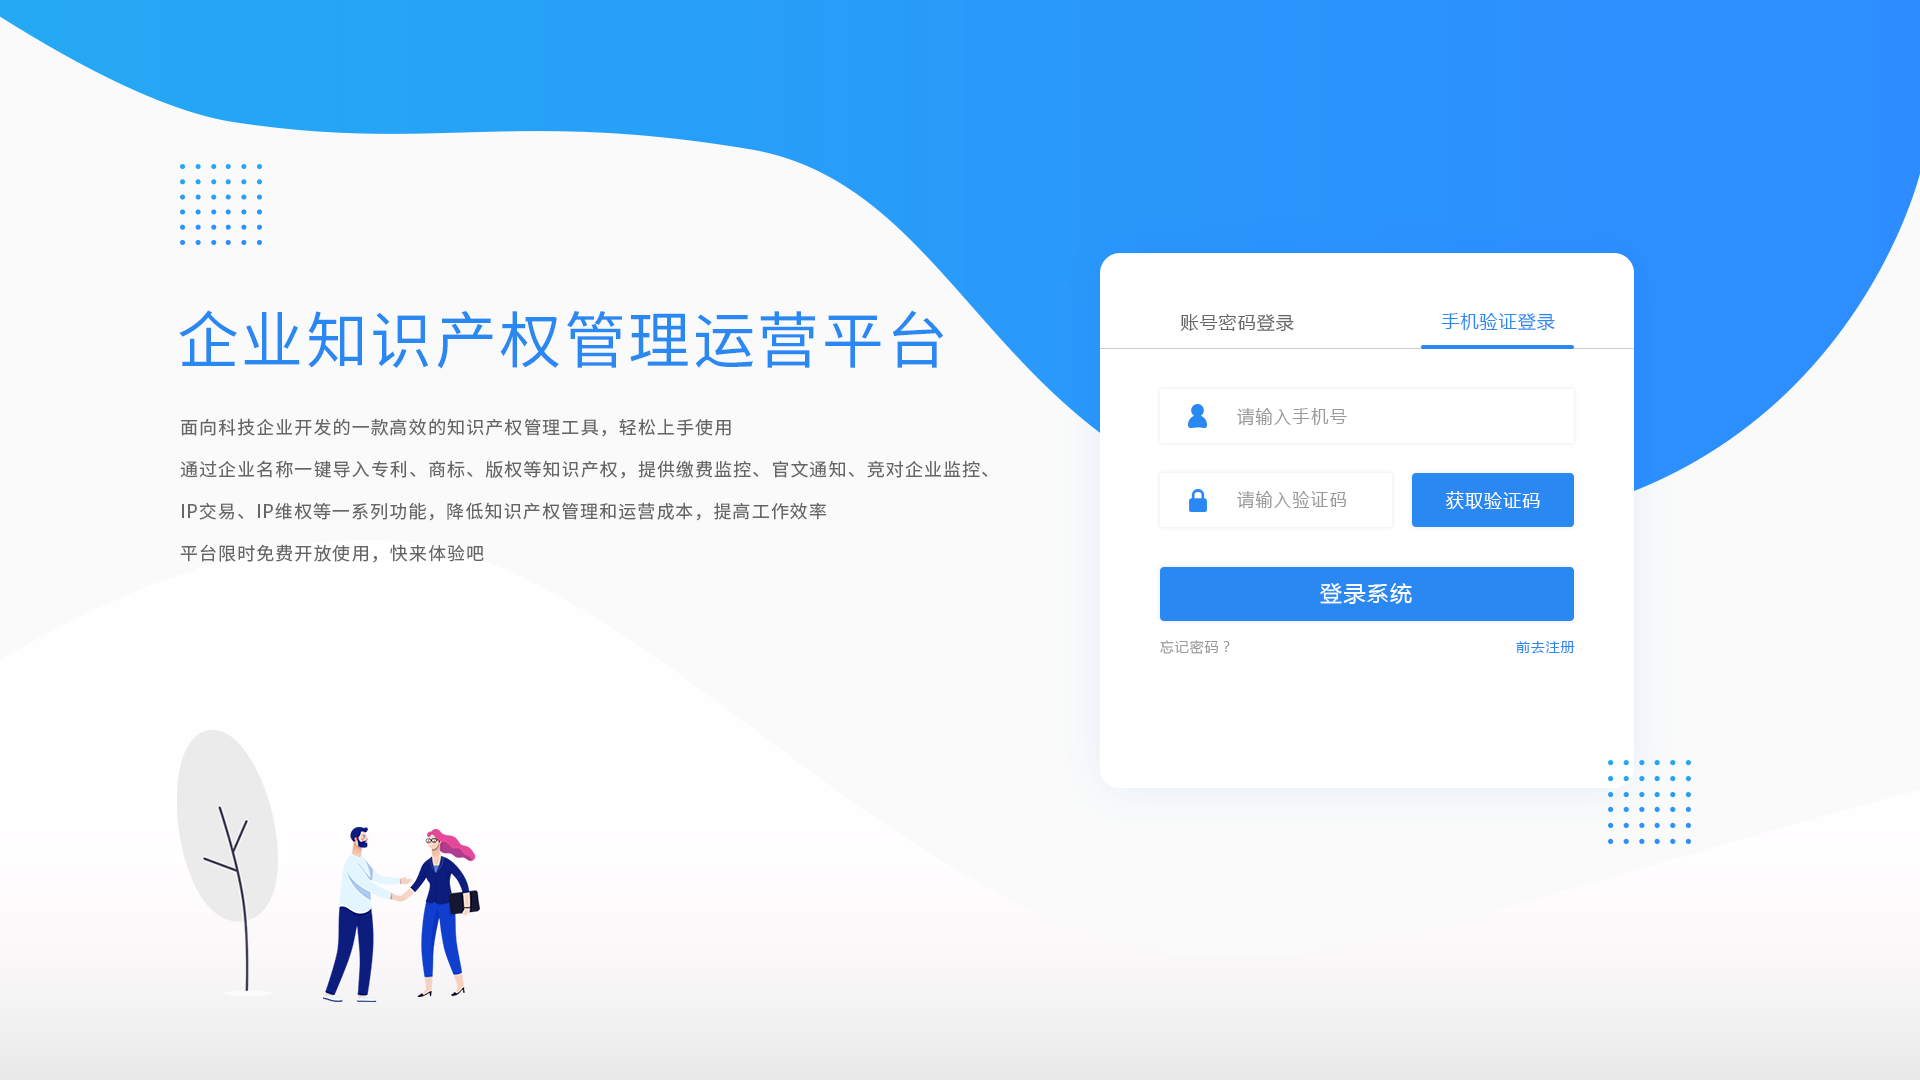 企业知识产权管理运营平台
面向科技企业开发的一款高效的知识产权管理工具，轻松上手使用
通过企业名称一键导入专利、商标、版权等知识产权，提供缴费监控、官文通知、竞对企业监控、
IP交易、IP维权等一系列功能，降低知识产权管理和运营成本，提高工作效率
平台限时免费开放使用，快来体验吧
账号密码登录
手机验证登录
请输入手机号
请输入验证码
获取验证码
登录系统
忘记密码？
前去注册